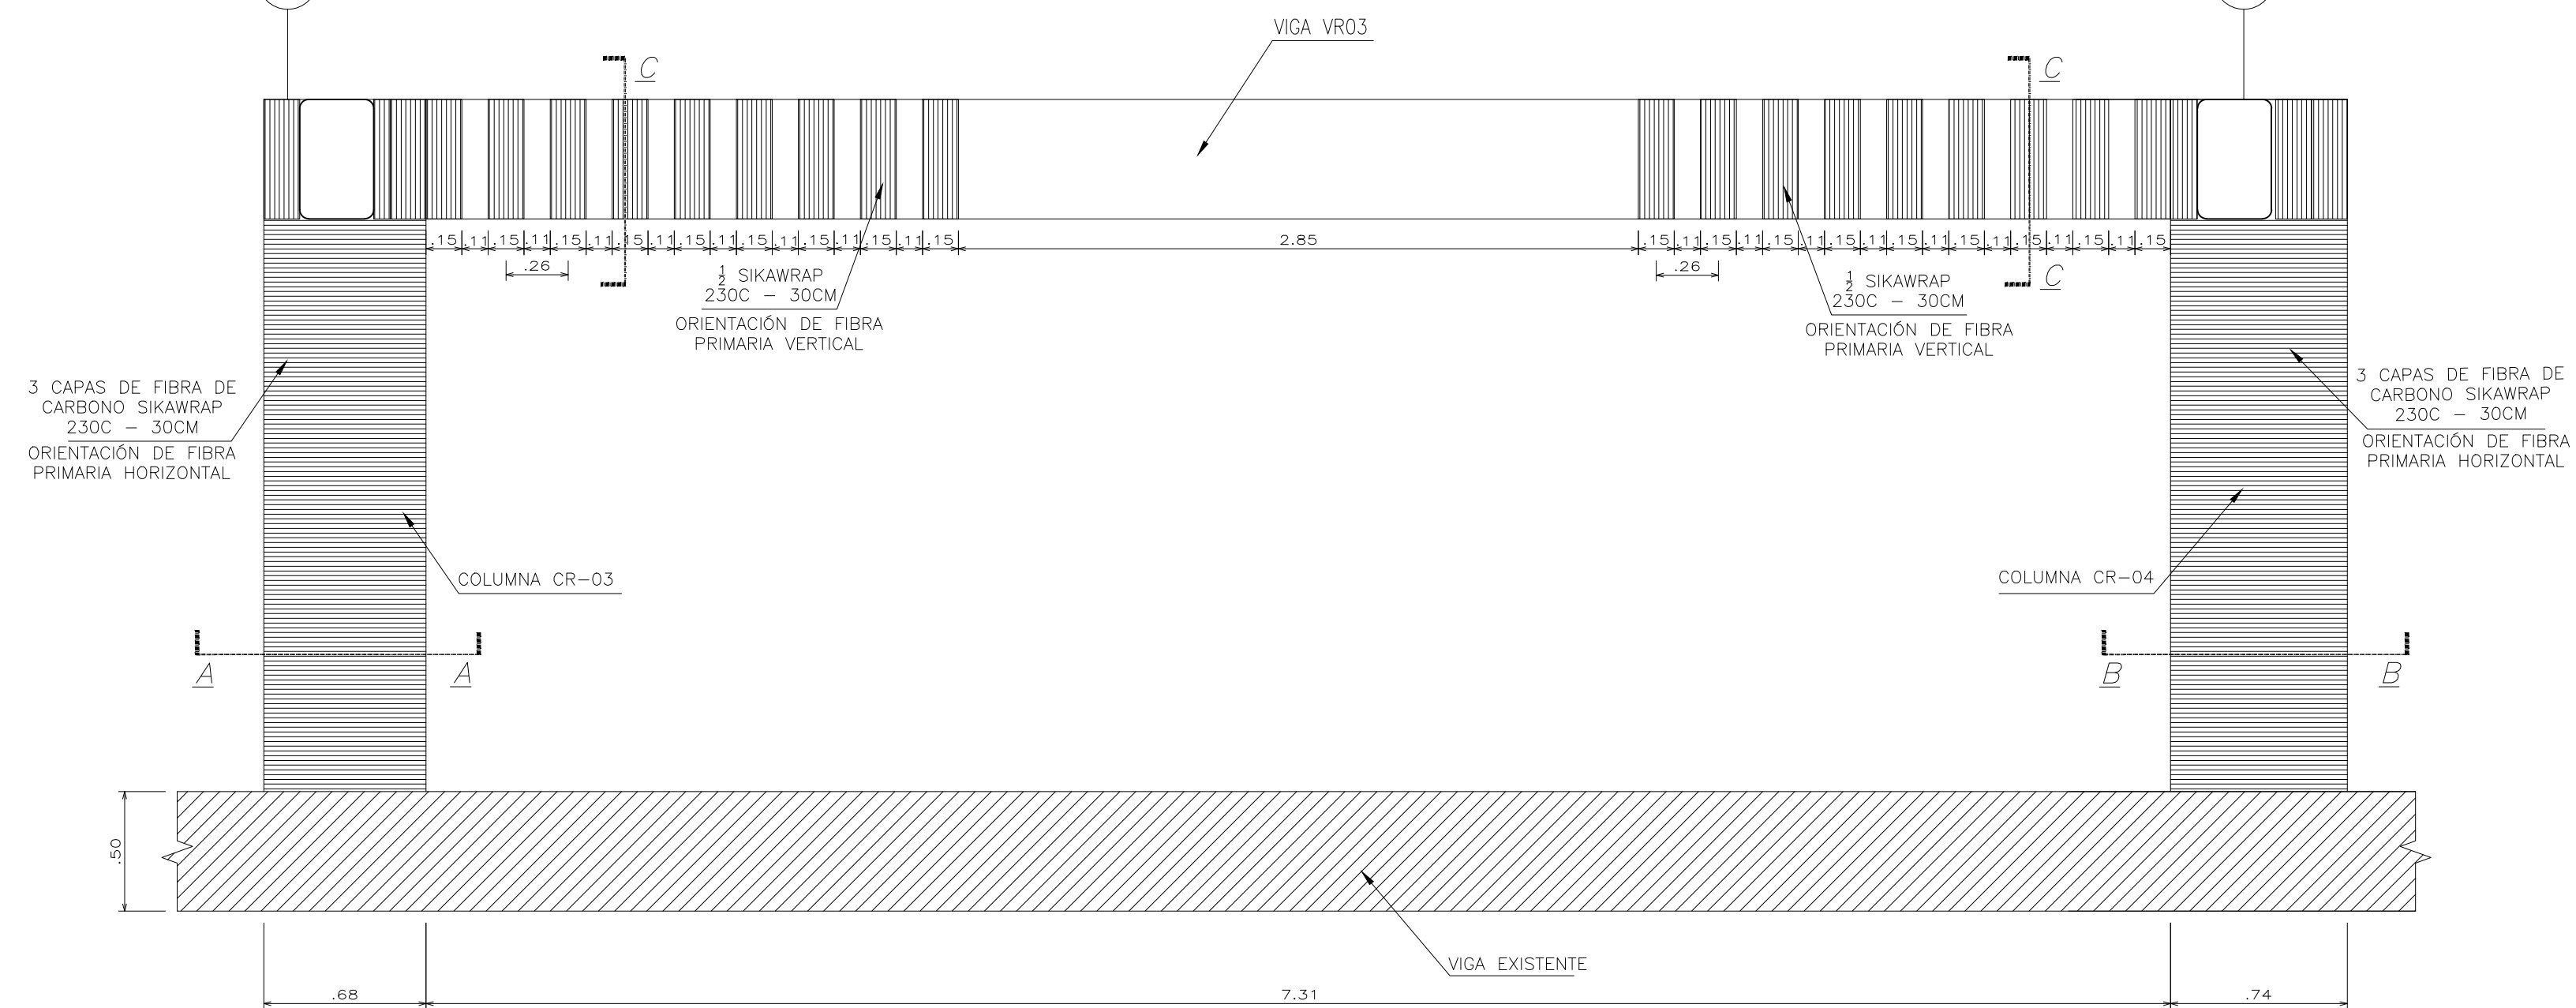 VIGA VR03
C
C
.15 .11 .15 .11 .15 .11 .15 .11 .15 .11 .15 .11 .15 .11 .15 .11 .15 2.85 .15 .11 .15 .11 .15 .11 .15 .11 .15 .11 .15 .11 .15 .11 .15 .11 .15
.26
.26
C
½ SIKAWRAP
230C – 30CM
ORIENTACIÓN DE FIBRA
PRIMARIA VERTICAL
½ SIKAWRAP
230C – 30CM
ORIENTACIÓN DE FIBRA
PRIMARIA VERTICAL
3 CAPAS DE FIBRA DE
CARBONO SIKAWRAP
230C – 30CM
ORIENTACIÓN DE FIBRA
PRIMARIA HORIZONTAL
3 CAPAS DE FIBRA DE
CARBONO SIKAWRAP
230C – 30CM
ORIENTACIÓN DE FIBRA
PRIMARIA HORIZONTAL
COLUMNA CR–03
COLUMNA CR–04
A
A
B
B
.50
VIGA EXISTENTE
.68
7.31
.74